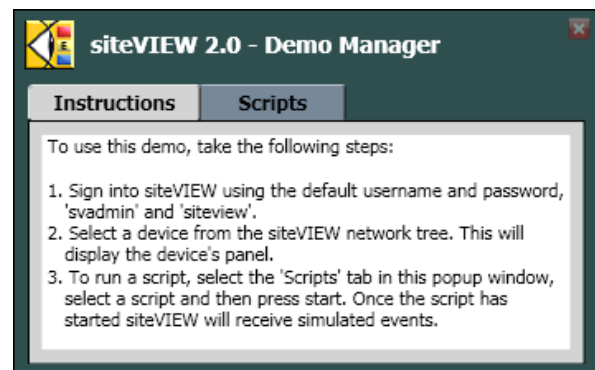 siteVIEW 2.0 - Demo Manager
Instructions
Scripts
To use this demo, take the following steps:
1. Sign into siteVIEW using the default username and password,
'svadmin' and 'siteview'.
2. Select a device from the siteVIEW network tree. This will
display the device's panel.
3. To run a script, select the 'Scripts' tab in this popup window,
select a script and then press start. Once the script has
started siteVIEW will receive simulated events.